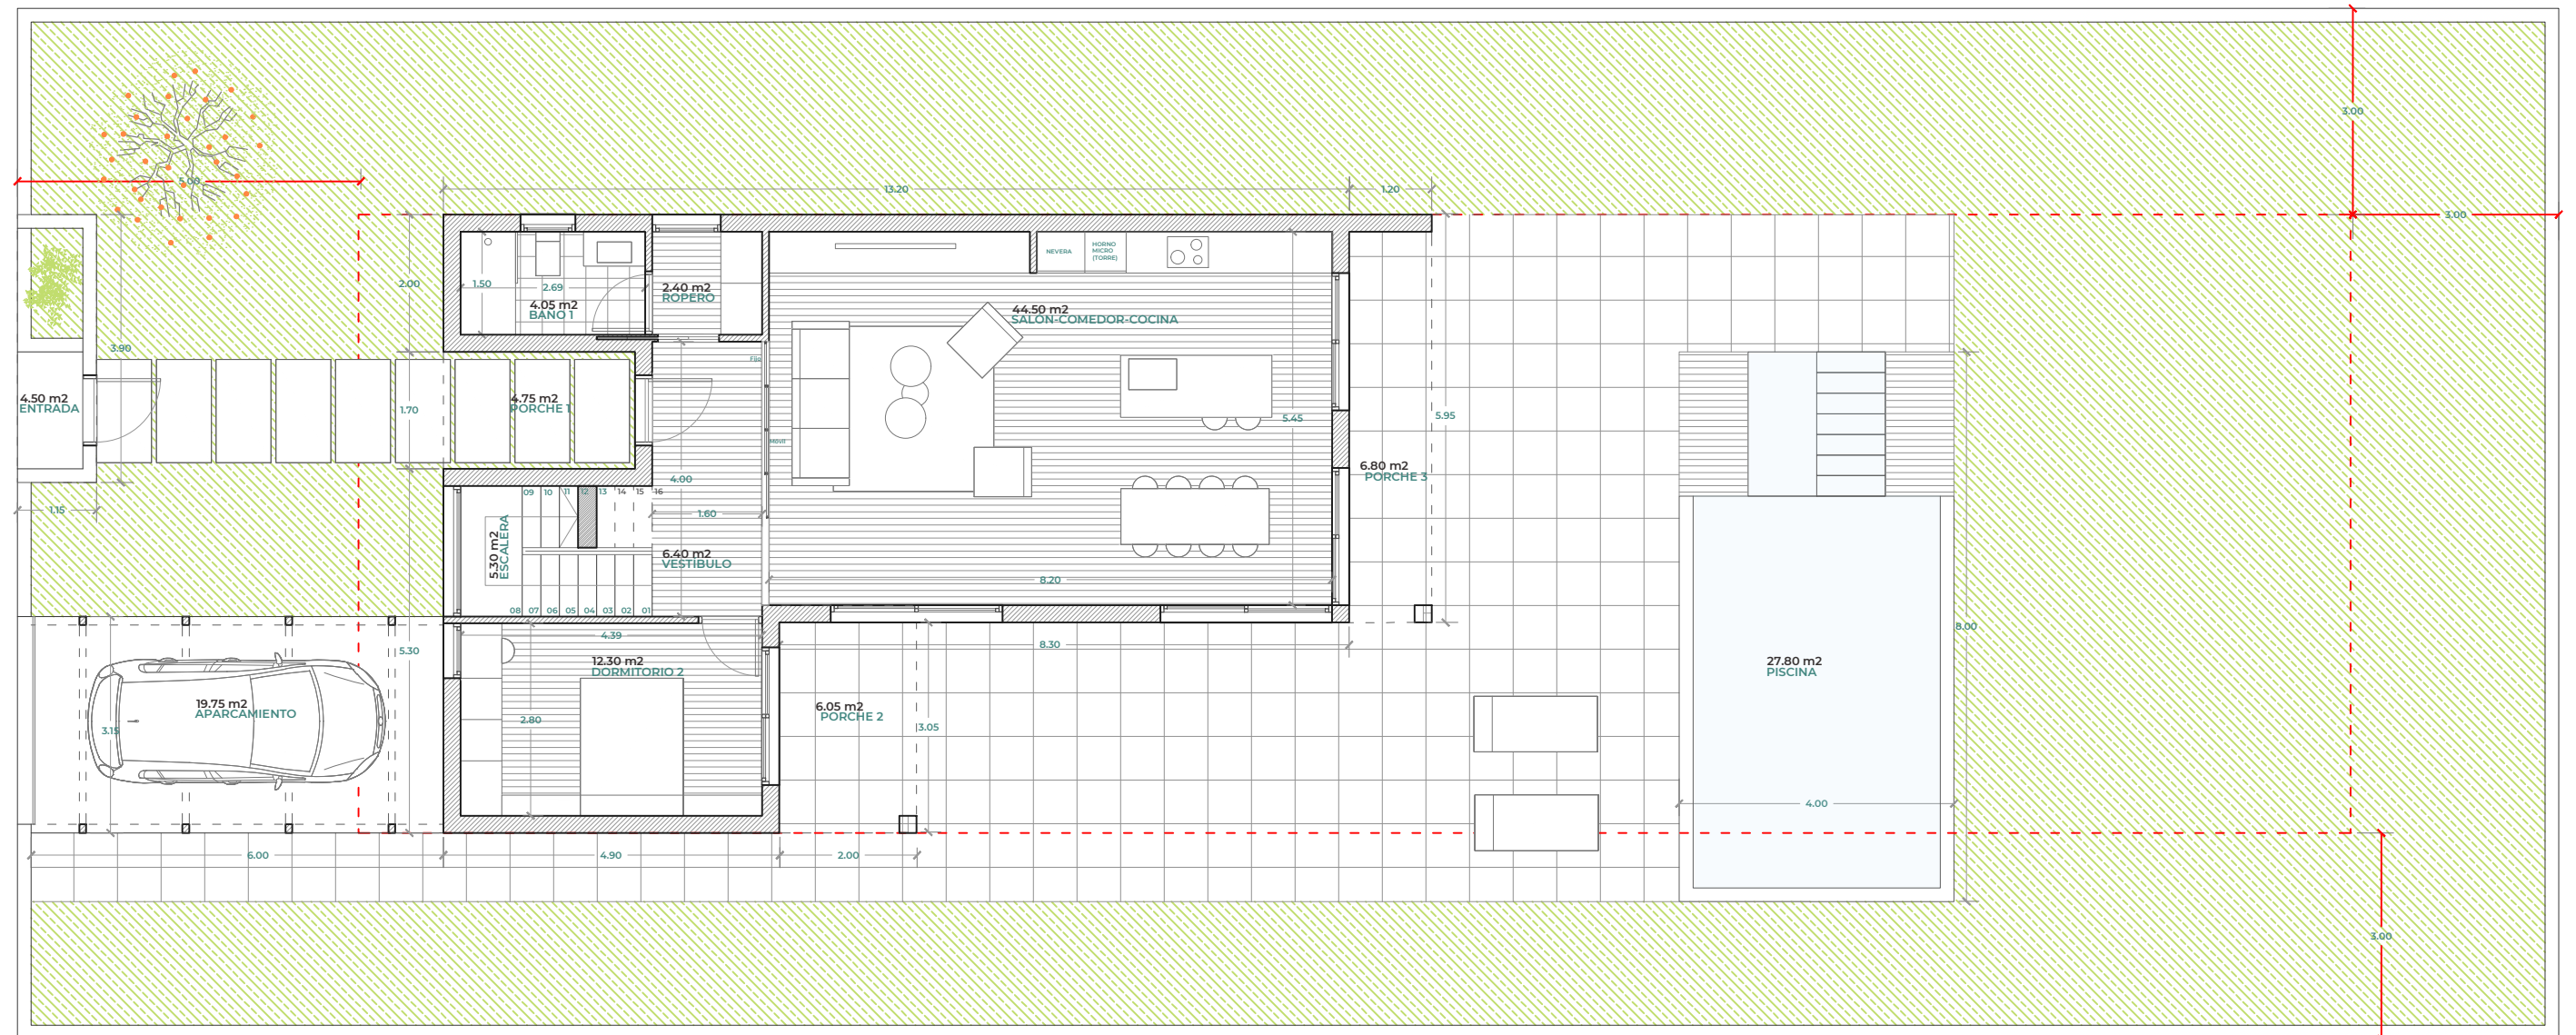 3.00
5.00
13.20
1.20
3.00
NEVERA
HORNO
MICRO
(TORRE)
2.00
1.50
2.69
4.05 m2
BAÑO 1
2.40 m2
ROPERO
44.50 m2
SALON-COMEDOR-COCINA
3.90
Fijo
4.50 m2
ENTRADA
1.70
4.75 m2
PORCHE 1
5.45
5.95
Móvil
6.80 m2
PORCHE 3
4.00
09
10
11
12
13
14
15
16
1.15
1.60
5.30 m2
ESCALERA
6.40 m2
VESTIBULO
8.20
08
07
06
05
04
03
02
01
4.39
8.30
8.00
5.30
12.30 m2
DORMITORIO 2
27.80 m2
PISCINA
19.75 m2
APARCAMIENTO
3.15
2.80
6.05 m2
PORCHE 2
3.05
4.00
6.00
4.90
2.00
3.00